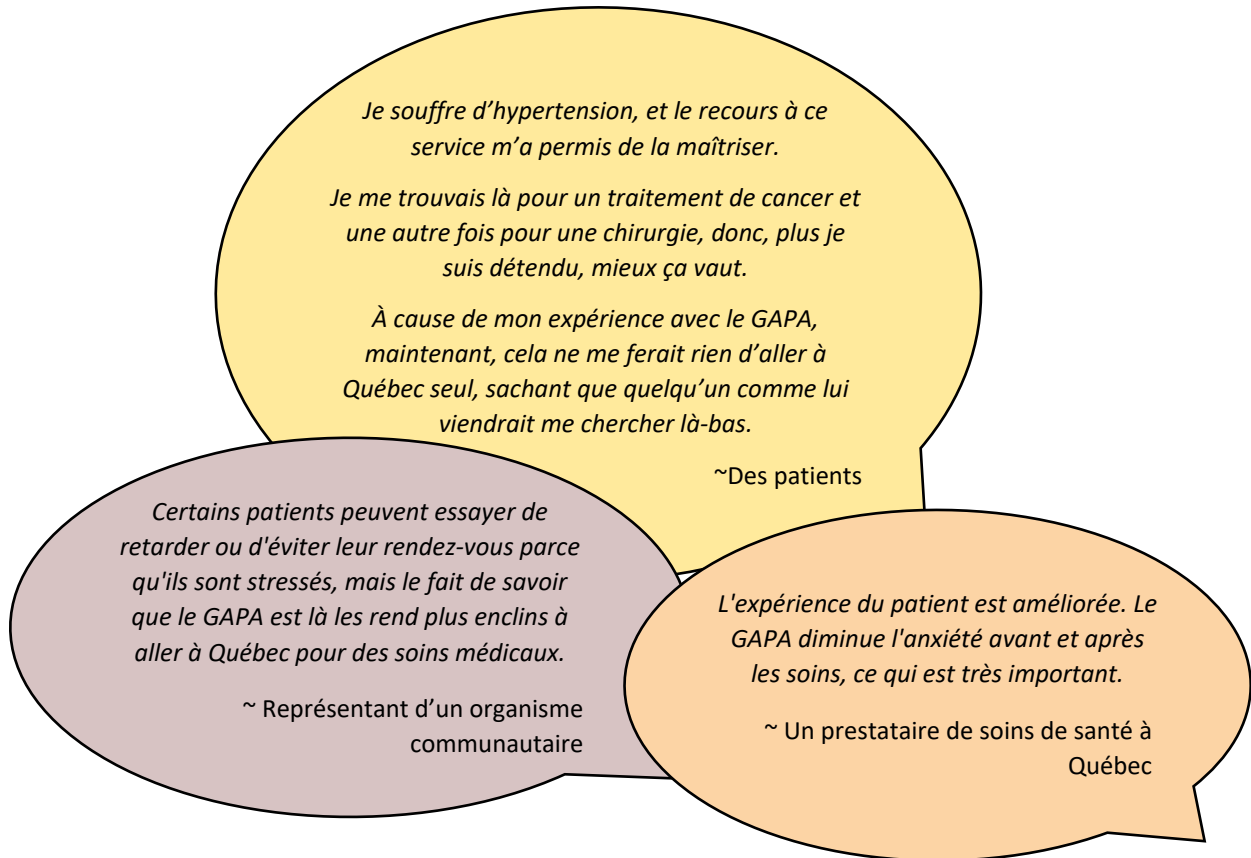 Je souffre d’hypertension, et le recours à ce
service m’a permis de la maîtriser.
Je me trouvais là pour un traitement de cancer et
une autre fois pour une chirurgie, donc, plus je
suis détendu, mieux ça vaut.
À cause de mon expérience avec le GAPA,
maintenant, cela ne me ferait rien d’aller à
Québec seul, sachant que quelqu’un comme lui
viendrait me chercher là-bas.
~Des patients
Certains patients peuvent essayer de
retarder ou d'éviter leur rendez-vous parce
qu'ils sont stressés, mais le fait de savoir
que le GAPA est là les rend plus enclins à
aller à Québec pour des soins médicaux.
~ Représentant d’un organisme
communautaire
L'expérience du patient est améliorée. Le
GAPA diminue l'anxiété avant et après
les soins, ce qui est très important.
~ Un prestataire de soins de santé à
Québec